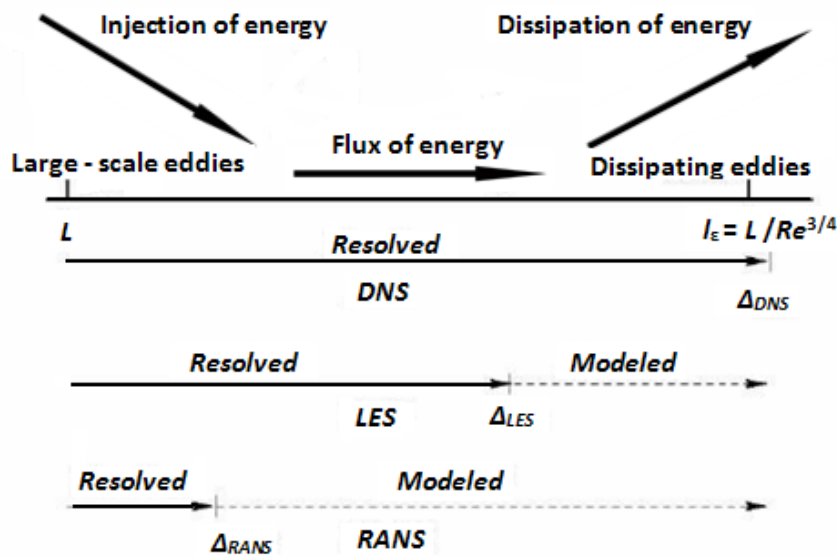 Injection of energy
Dissipation of energy
Flux of energy
Large - scale eddies
Dissipating eddies
L
lε = L /Re3/4
Resolved
DNS
ΔDNS
Resolved
Modeled
LES
ΔLES
Resolved
Modeled
ΔRANS
RANS